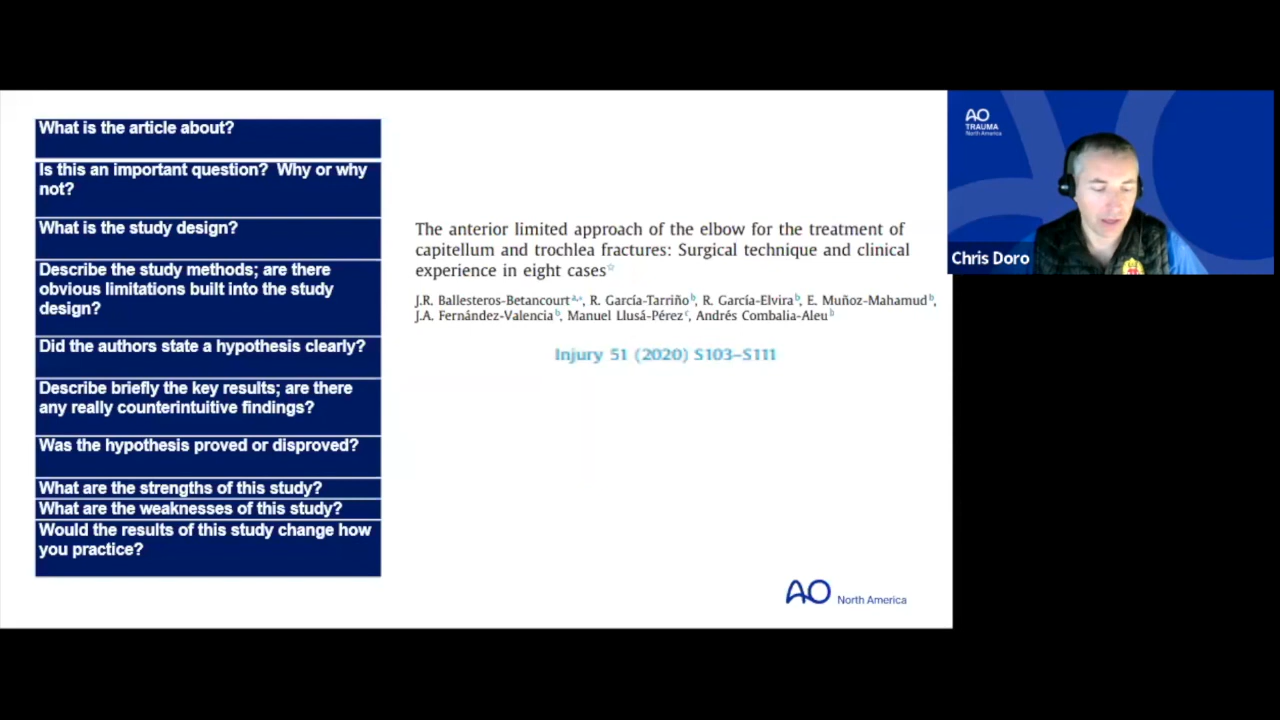 What is the article about?
Is this an important question?  Why or why
not?
What is the study design?
Describe the study methods; are there
obvious limitations built into the study
design?
Did the authors state a hypothesis clearly?
Describe briefly the key results; are there
any really counterintuitive findings?
Was the hypothesis proved or disproved?
What are the strengths of this study?
What are the weaknesses of this study?
Would the results of this study change how
you practice?
The anterior limited approach of the elbow for the treatment of
capitellum and trochlea fractures: Surgical technique and clinical
experience in eight cases☆
J.R. Ballesteros-Betancourt a,*, R. García-Tarriño b, R. García-Elvira b, E. Muñoz-Mahamud b,
J.A. Fernández-Valencia b, Manuel Llusá-Pérez c, Andrés Combalia-Aleu b
Injury 51 (2020) S103–S111
AO North America
AO
TRAUMA
North America
Chris Doro